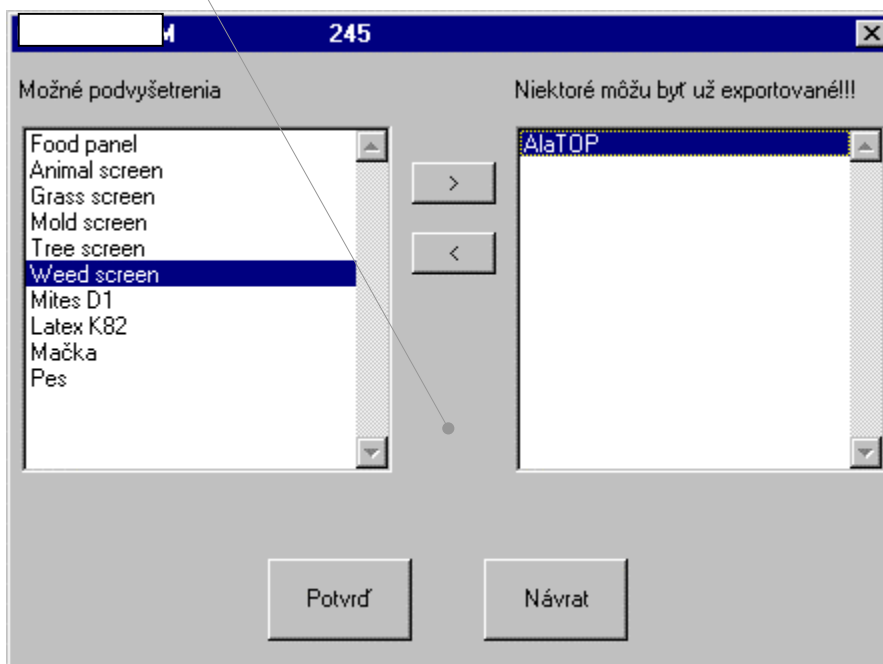 M 245
Možné podvyšetrenia
Niektoré môžu byť už exportované!!!
Food panel
Animal screen
Grass screen
Mold screen
Tree screen
Weed screen
Mites D1
Latex K82
Mačka
Pes
>
<
AlaTOP
Potvrď
Návrat